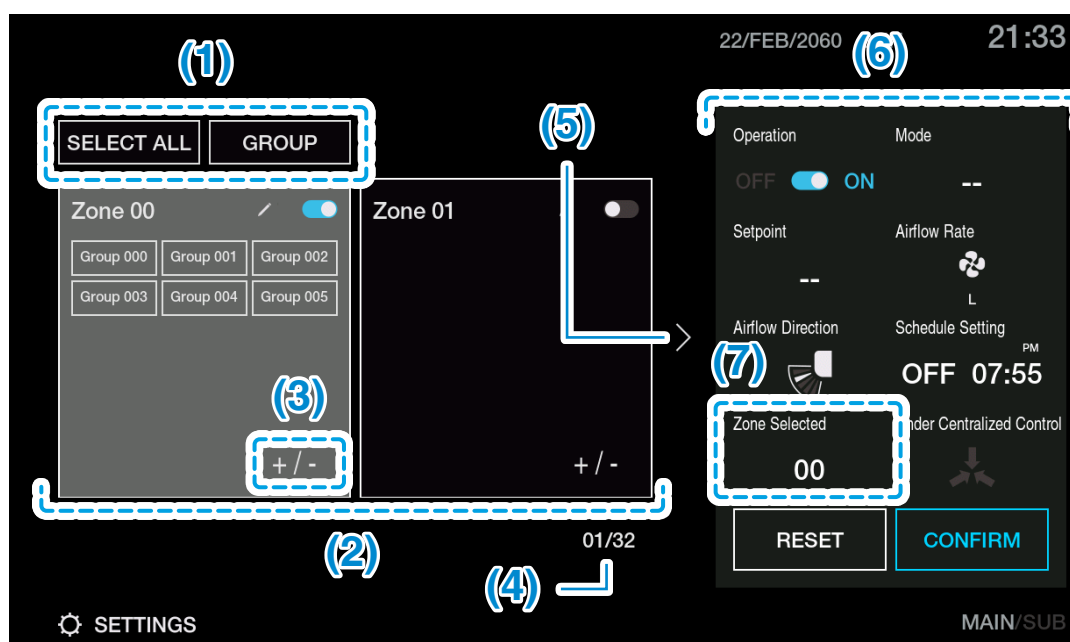 22/FEB/2060 21:33
(1)
(6)
SELECT ALL GROUP
(5)
Operation Mode
OFF ON --
Zone 00 Zone 01
Setpoint Airflow Rate
Group 000 Group 001 Group 002
--
Group 003 Group 004 Group 005
L
Airflow Direction Schedule Setting
PM
(7)
OFF 07:55
(3)
Zone Selected nder Centralized Control
+ / - + / -
00
(2)
01/32
RESET CONFIRM
(4)
SETTINGS MAIN/SUB